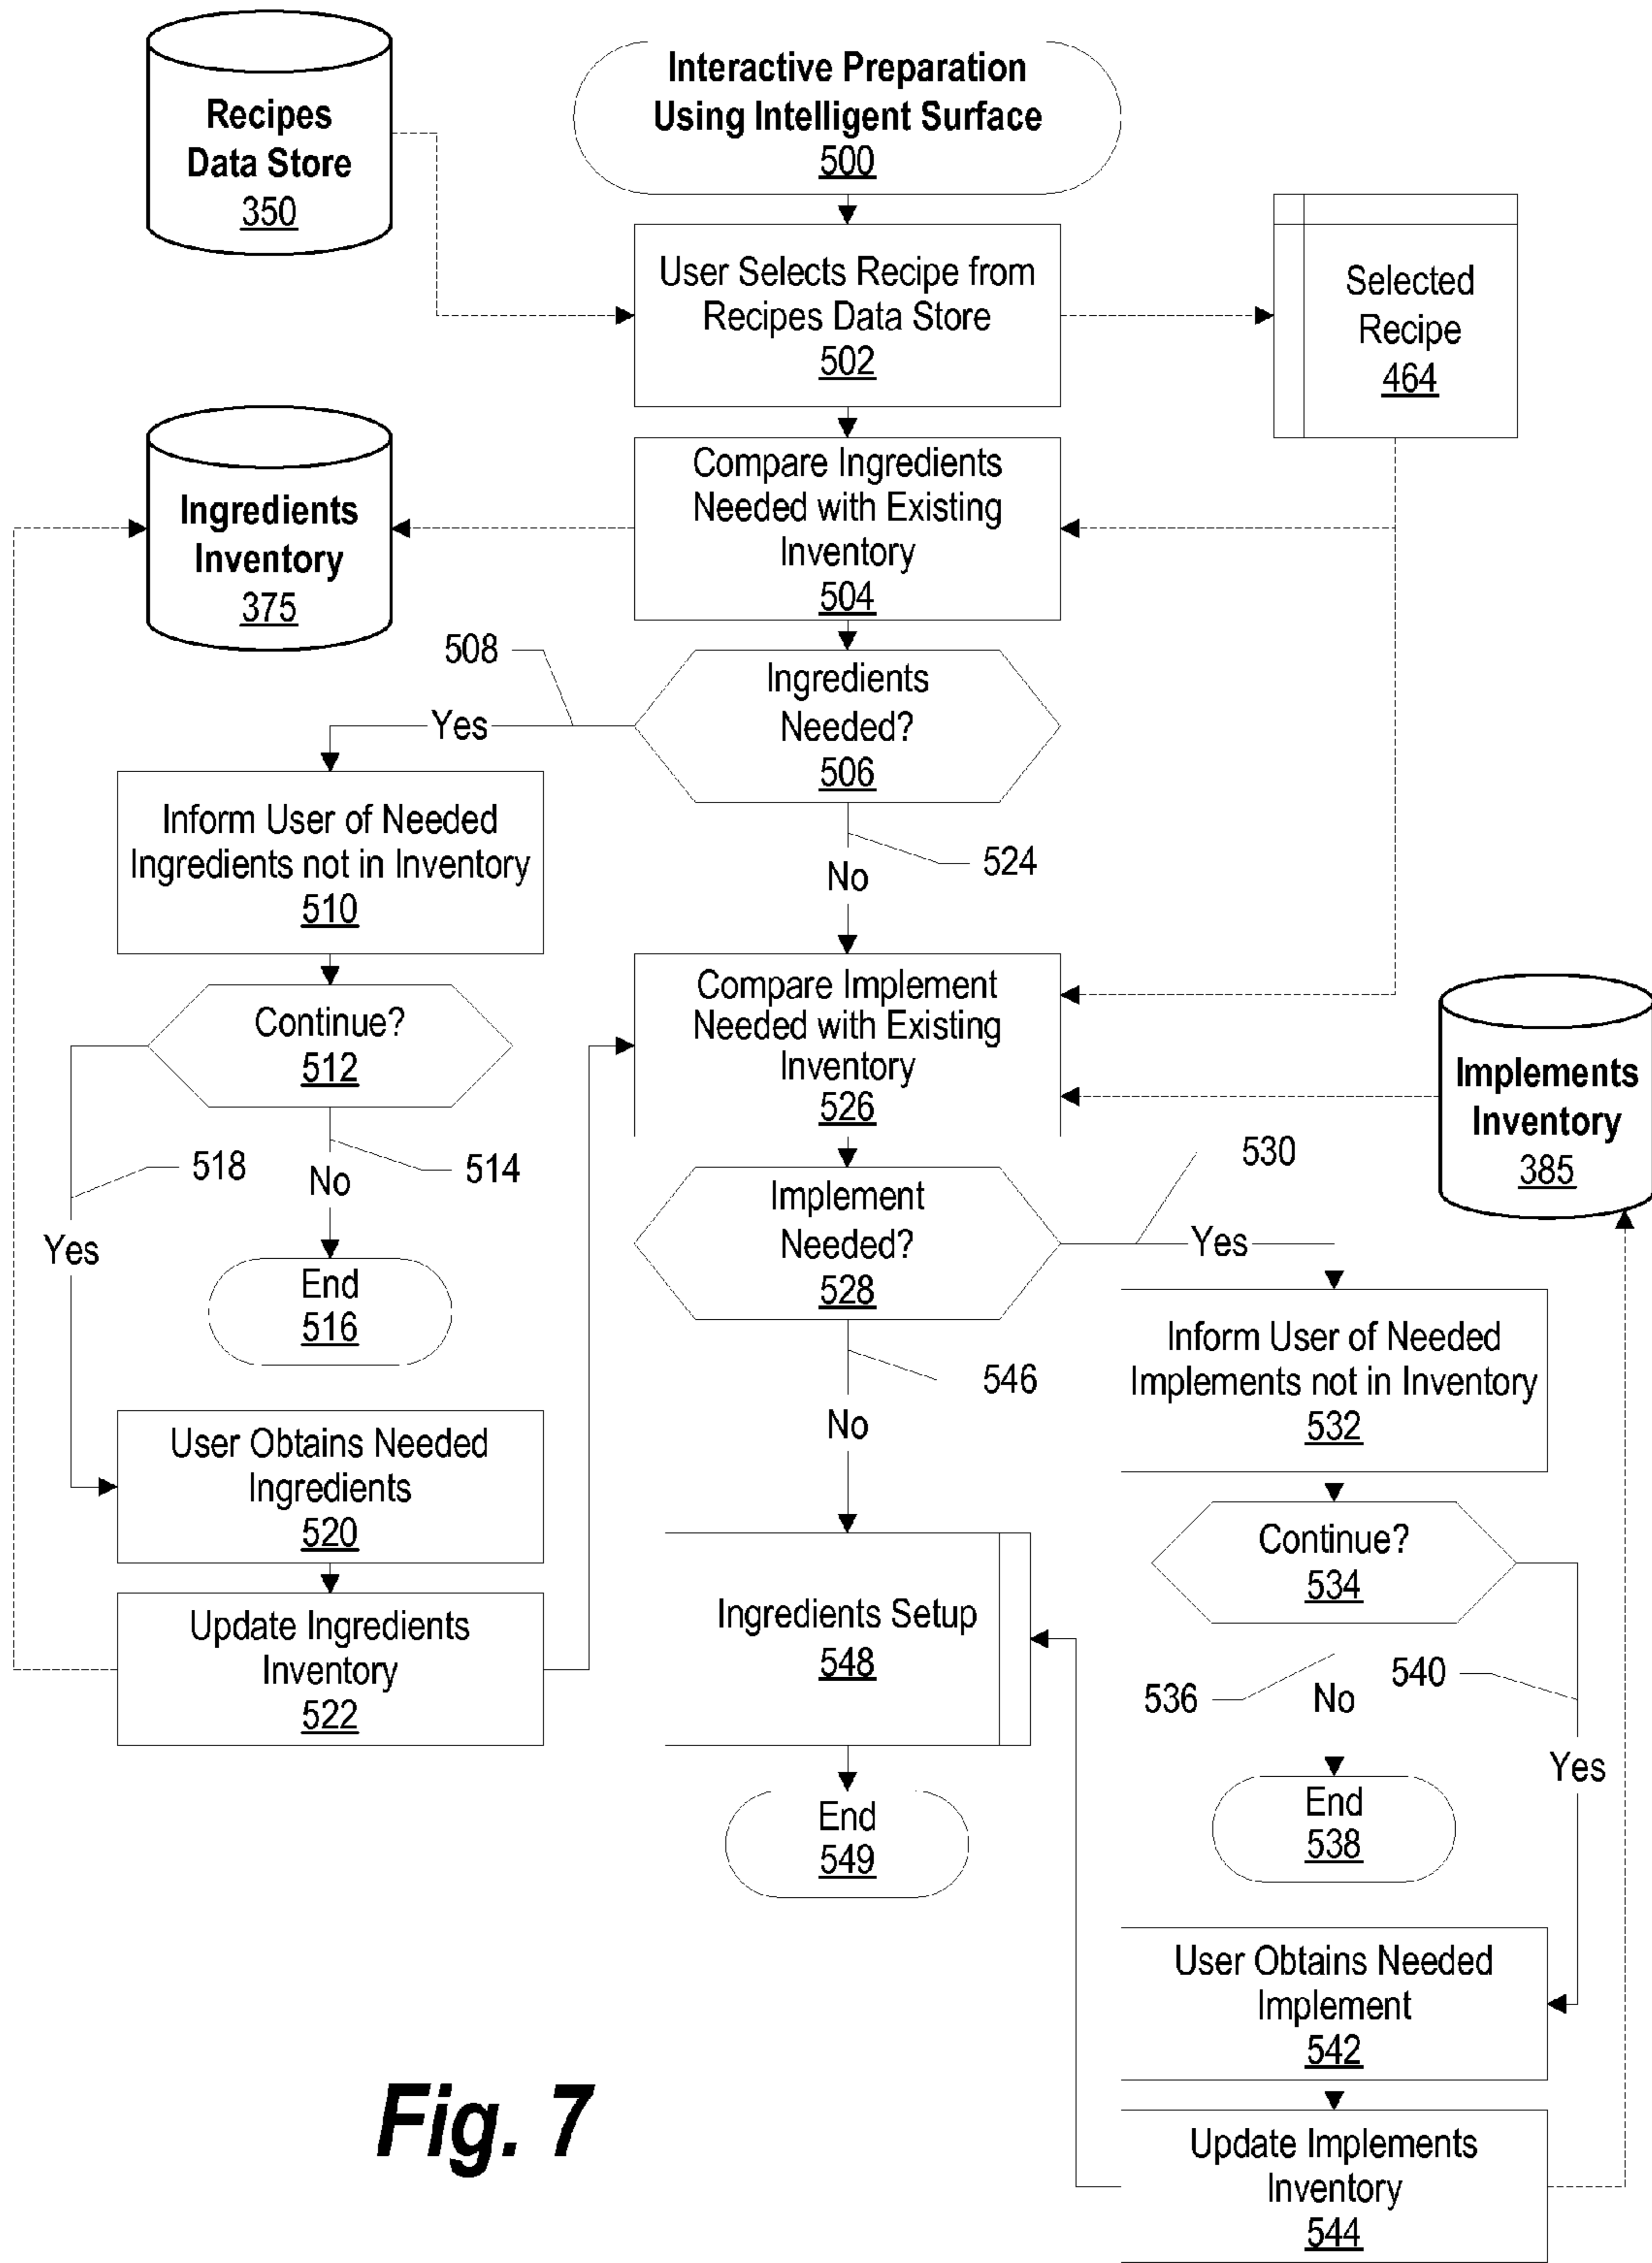 Recipes
Data Store
350
Interactive Preparation
Using Intelligent Surface
500
User Selects Recipe from
Recipes Data Store
502
Selected
Recipe
464
Ingredients
Inventory
375
Compare Ingredients
Needed with Existing
Inventory
504
508
Yes
Ingredients
Needed?
506
524
No
Inform User of Needed
Ingredients not in Inventory
510
Continue?
512
518
514
No
Yes
End
516
User Obtains Needed
Ingredients
520
Update Ingredients
Inventory
522
Compare Implement
Needed with Existing
Inventory
526
Implements
Inventory
385
530
Implement
Needed?
528
Yes
546
No
Inform User of Needed
Implements not in Inventory
532
Continue?
534
536
No
540
Yes
End
538
Ingredients Setup
548
End
549
User Obtains Needed
Implement
542
Update Implements
Inventory
544
Fig. 7